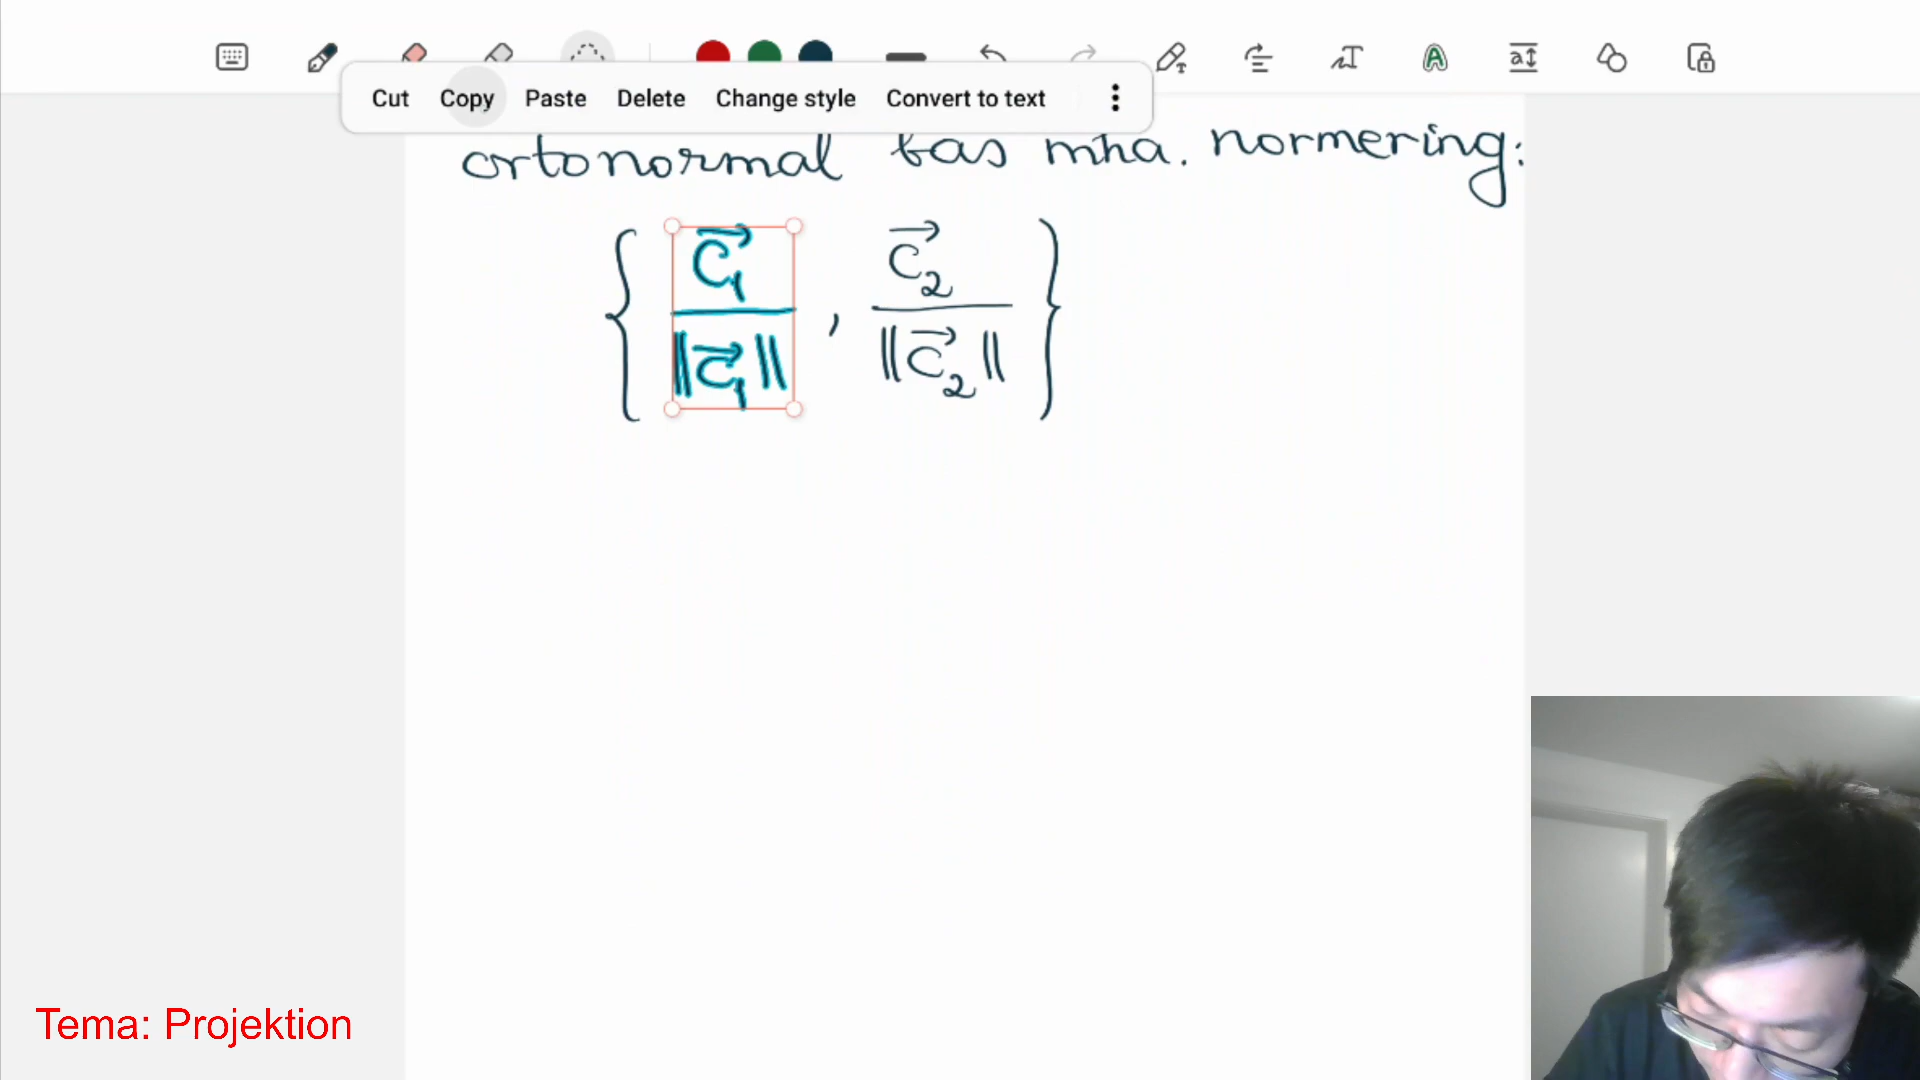 Cut Copy Paste Delete Change style Convert to text
ortonormal bas mha. normering:
{ c⃗₁ / ‖c⃗₁‖ , c⃗₂ / ‖c⃗₂‖ }
Tema: Projektion